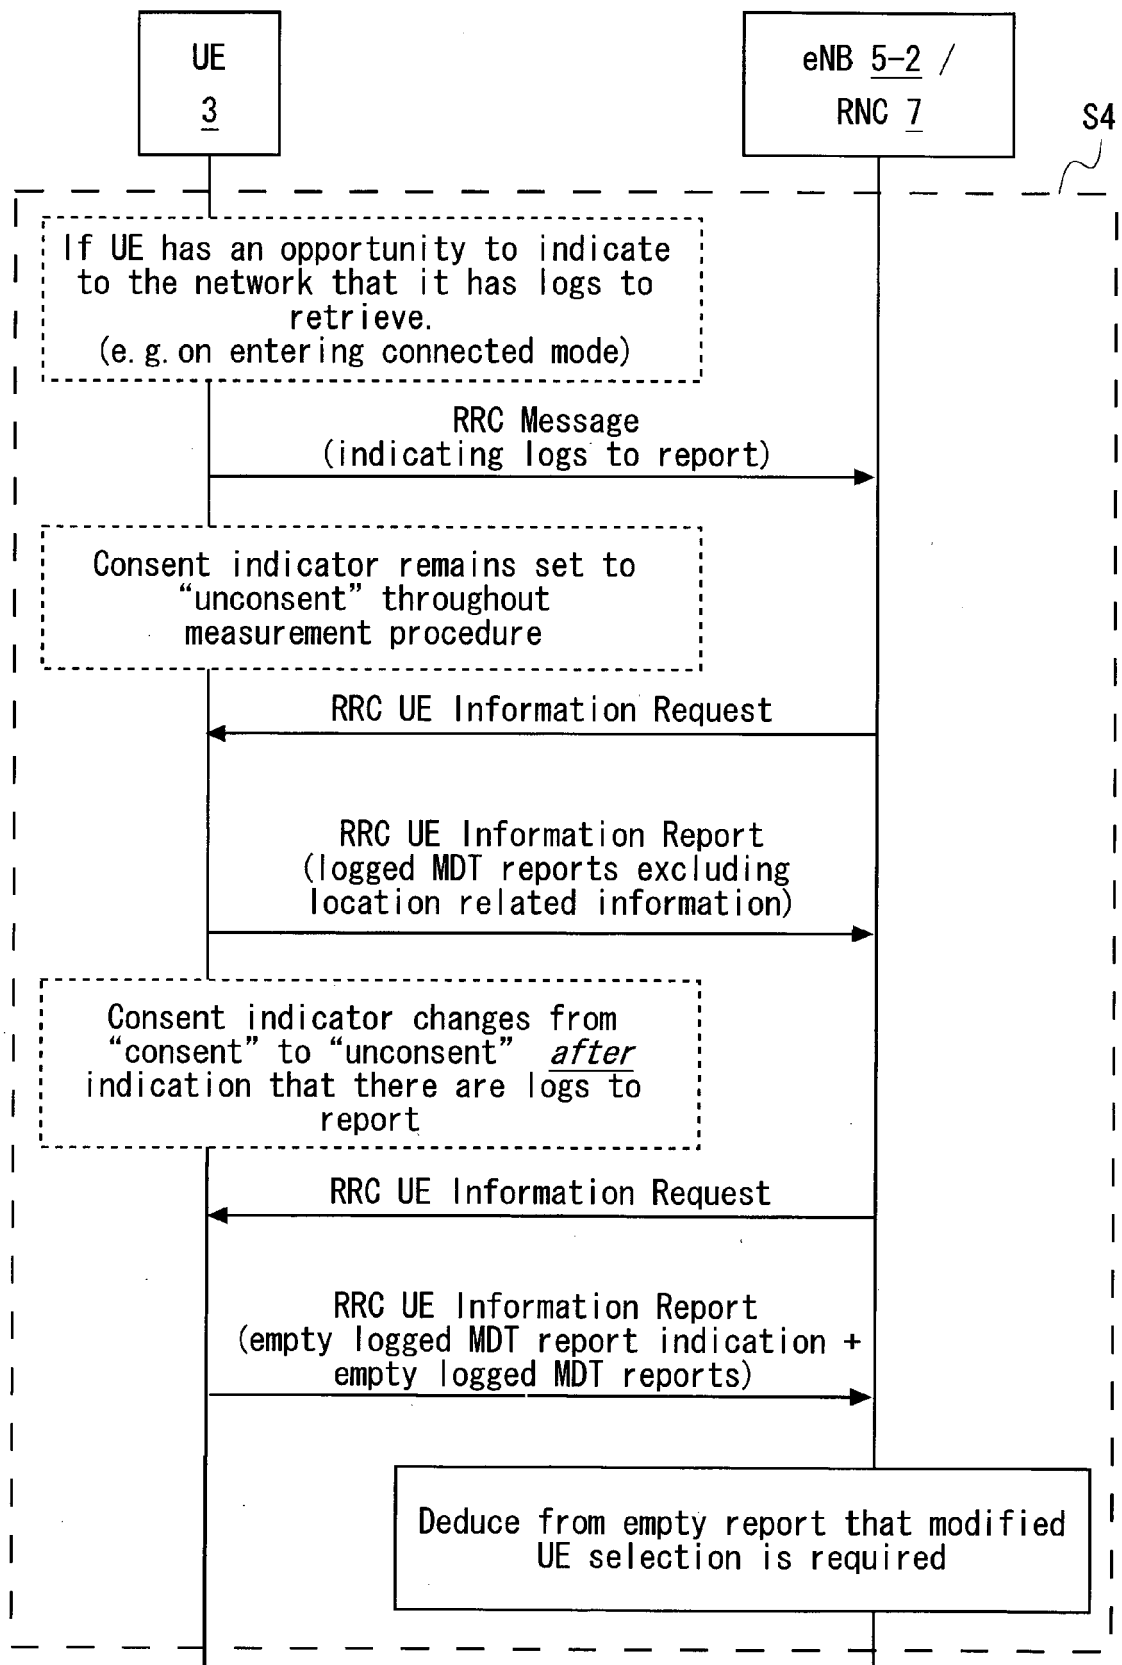 UE
3
eNB 5-2 /
RNC 7
S4
If UE has an opportunity to indicate
to the network that it has logs to
retrieve.
(e.g. on entering connected mode)
RRC Message
(indicating logs to report)
Consent indicator remains set to
“unconsent” throughout
measurement procedure
RRC UE Information Request
RRC UE Information Report
(logged MDT reports excluding
location related information)
Consent indicator changes from
“consent” to “unconsent” after
indication that there are logs to
report
RRC UE Information Request
RRC UE Information Report
(empty logged MDT report indication +
empty logged MDT reports)
Deduce from empty report that modified
UE selection is required